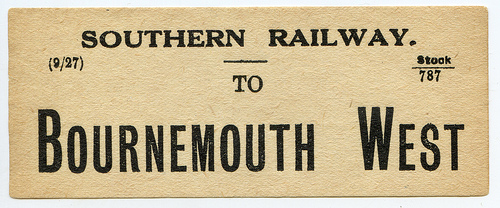 SOUTHERN RAILWAY.
(9/27)
Stock
787
TO
BOURNEMOUTH WEST